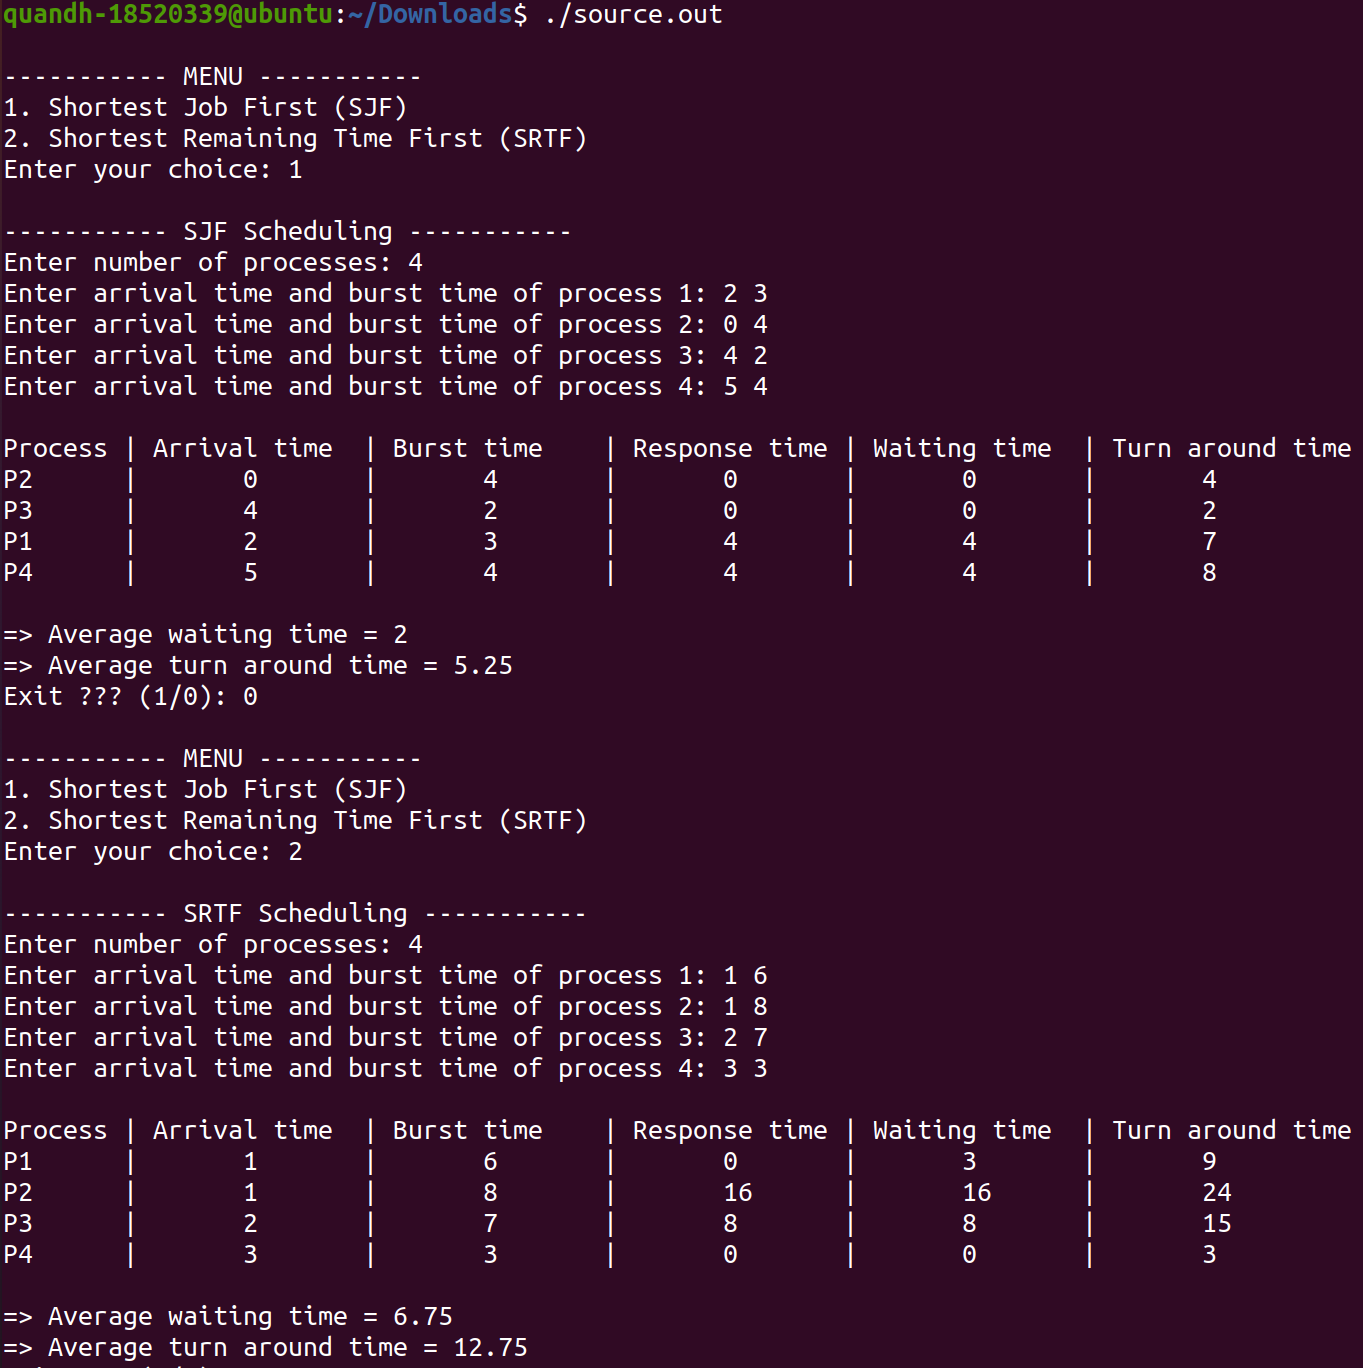 quandh-18520339@ubuntu:~/Downloads$ ./source.out
----------- MENU -----------
1. Shortest Job First (SJF)
2. Shortest Remaining Time First (SRTF)
Enter your choice: 1
----------- SJF Scheduling -----------
Enter number of processes: 4
Enter arrival time and burst time of process 1: 2 3
Enter arrival time and burst time of process 2: 0 4
Enter arrival time and burst time of process 3: 4 2
Enter arrival time and burst time of process 4: 5 4
Process | Arrival time | Burst time | Response time | Waiting time | Turn around time
P2 | 0 | 4 | 0 | 0 | 4
P3 | 4 | 2 | 0 | 0 | 2
P1 | 2 | 3 | 4 | 4 | 7
P4 | 5 | 4 | 4 | 4 | 8
=> Average waiting time = 2
=> Average turn around time = 5.25
Exit ??? (1/0): 0
----------- MENU -----------
1. Shortest Job First (SJF)
2. Shortest Remaining Time First (SRTF)
Enter your choice: 2
----------- SRTF Scheduling -----------
Enter number of processes: 4
Enter arrival time and burst time of process 1: 1 6
Enter arrival time and burst time of process 2: 1 8
Enter arrival time and burst time of process 3: 2 7
Enter arrival time and burst time of process 4: 3 3
Process | Arrival time | Burst time | Response time | Waiting time | Turn around time
P1 | 1 | 6 | 0 | 3 | 9
P2 | 1 | 8 | 16 | 16 | 24
P3 | 2 | 7 | 8 | 8 | 15
P4 | 3 | 3 | 0 | 0 | 3
=> Average waiting time = 6.75
=> Average turn around time = 12.75